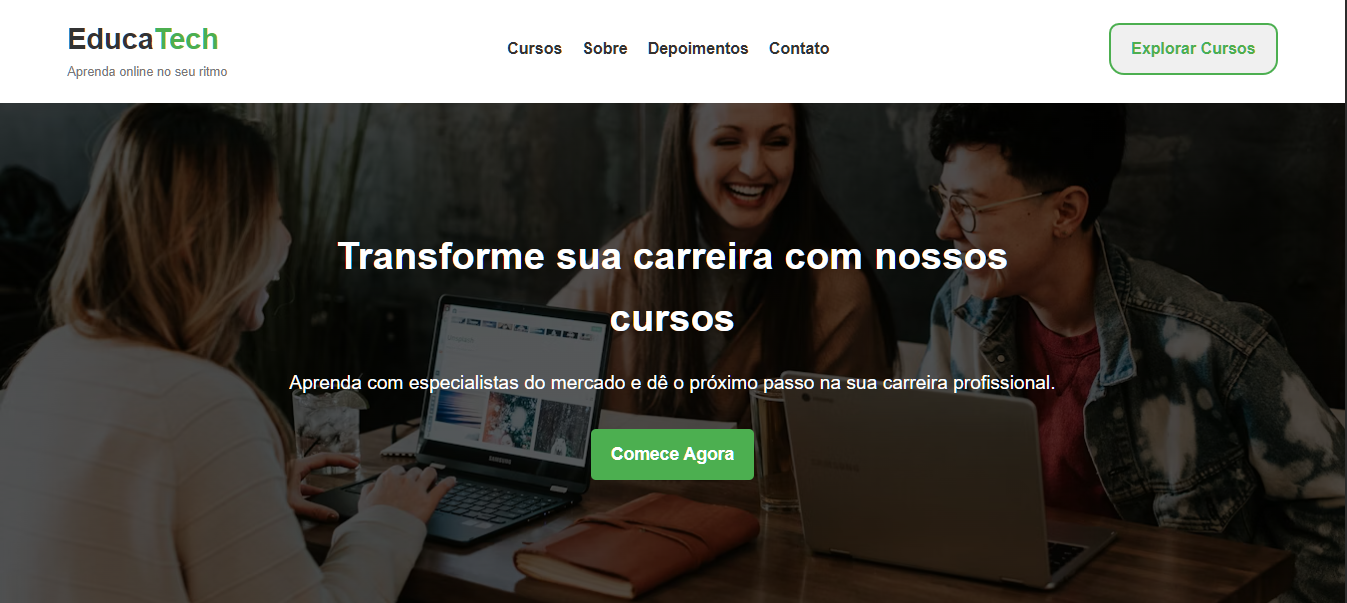 EducaTech
Aprenda online no seu ritmo
Cursos Sobre Depoimentos Contato
Explorar Cursos
Transforme sua carreira com nossos
cursos
Aprenda com especialistas do mercado e dê o próximo passo na sua carreira profissional.
SAMSUNG
Comece Agora